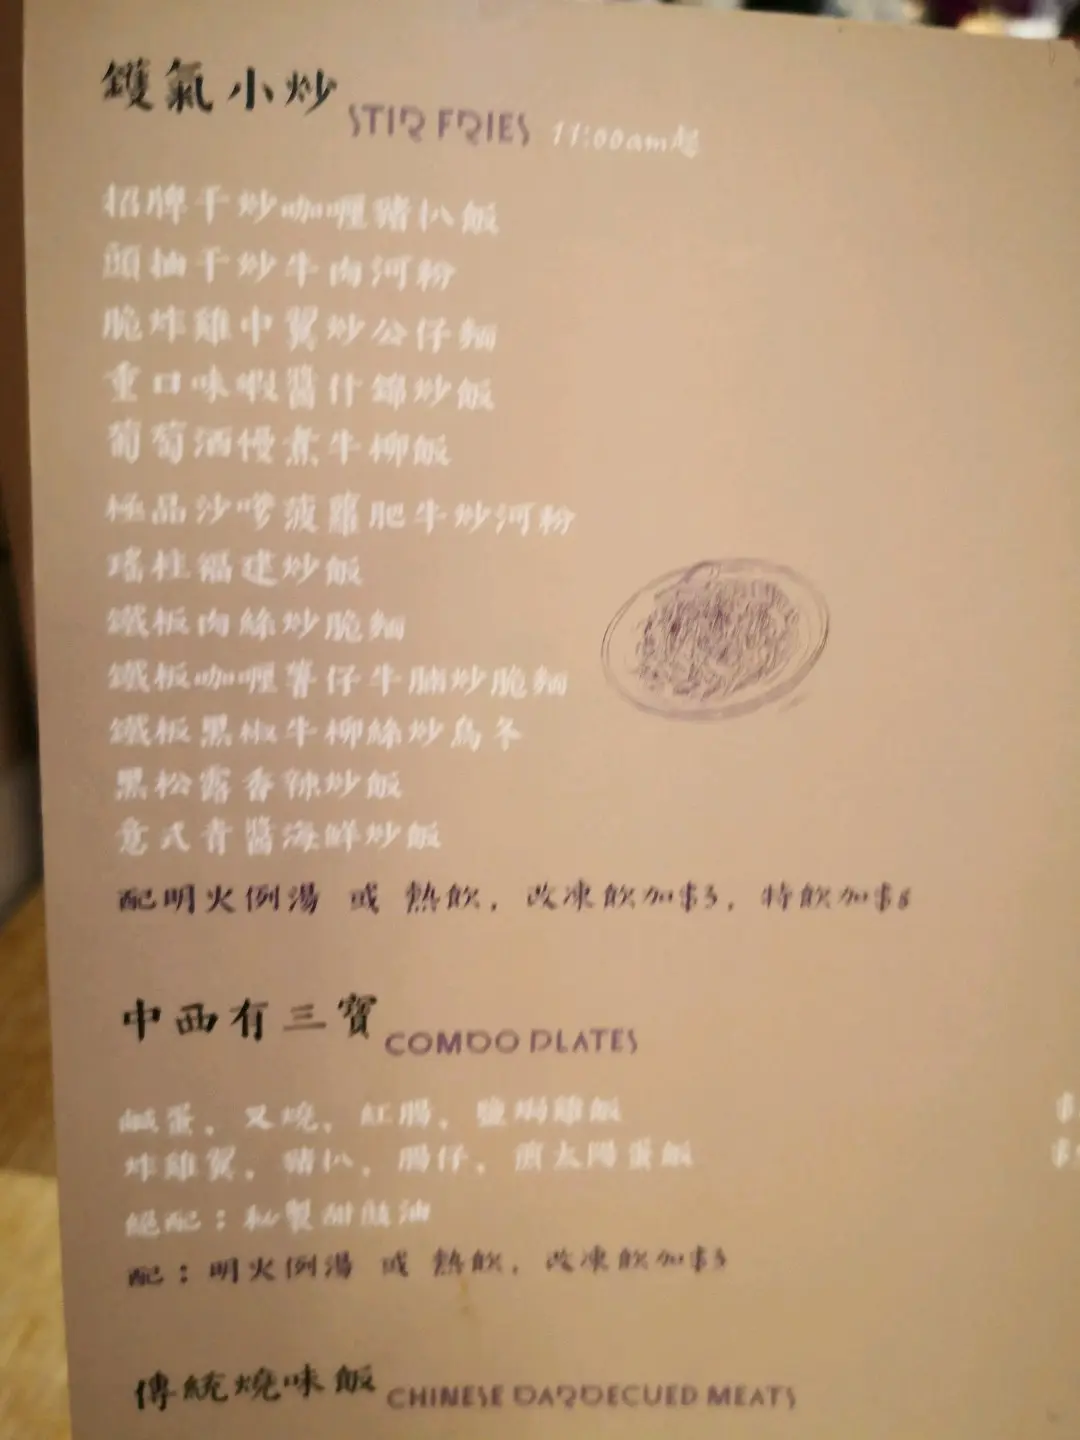 鑊氣小炒 STIR FRIES 11:00am起
招牌干炒咖喱豬扒飯
頭抽干炒牛肉河粉
脆炸雞中翼炒公仔麵
重口味蝦醬什錦炒飯
葡萄酒慢煮牛柳飯
極品沙嗲菠蘿肥牛炒河粉
瑤柱福建炒飯
鐵板肉絲炒脆麵
鐵板咖喱薯仔牛腩炒脆麵
鐵板黑椒牛柳絲炒烏冬
黑松露香辣炒飯
意式青醬海鮮炒飯
配明火例湯 或 熱飲，改凍飲加$3，特飲加$8
中西有三寶 COMBO PLATES
鹹蛋，叉燒，紅腸，鹽焗雞飯
炸雞翼，豬扒，腸仔，煎太陽蛋飯
絕配：秘製甜豉油
配：明火例湯 或 熱飲，改凍飲加$3
傳統燒味飯 CHINESE BARBECUED MEATS